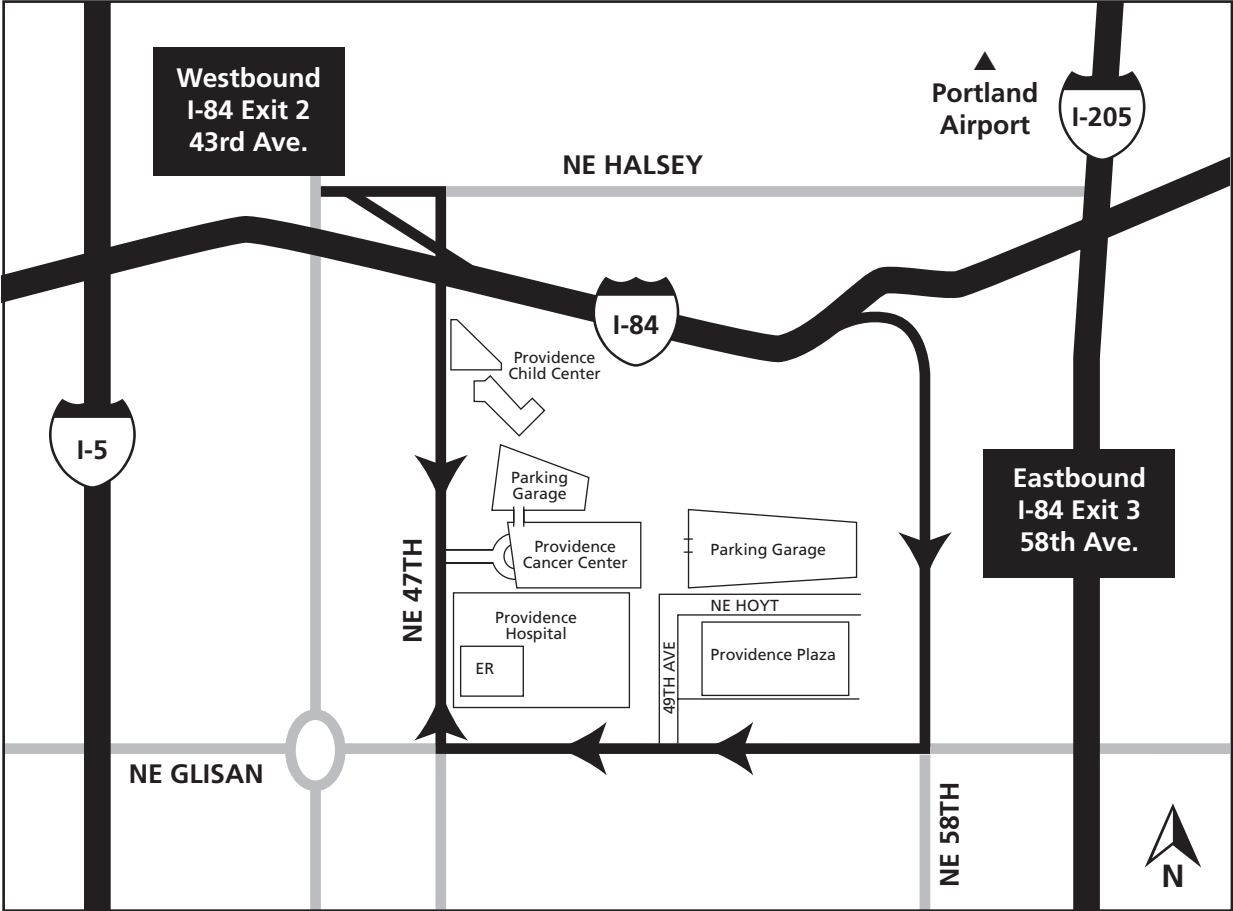 Westbound
I-84 Exit 2
43rd Ave.
Portland
Airport
I-205
NE HALSEY
I-84
Providence
Child Center
I-5
Parking
Garage
Eastbound
I-84 Exit 3
58th Ave.
Providence
Cancer Center
Parking Garage
NE 47TH
NE HOYT
Providence
Hospital
ER
49TH AVE
Providence Plaza
NE GLISAN
NE 58TH
N